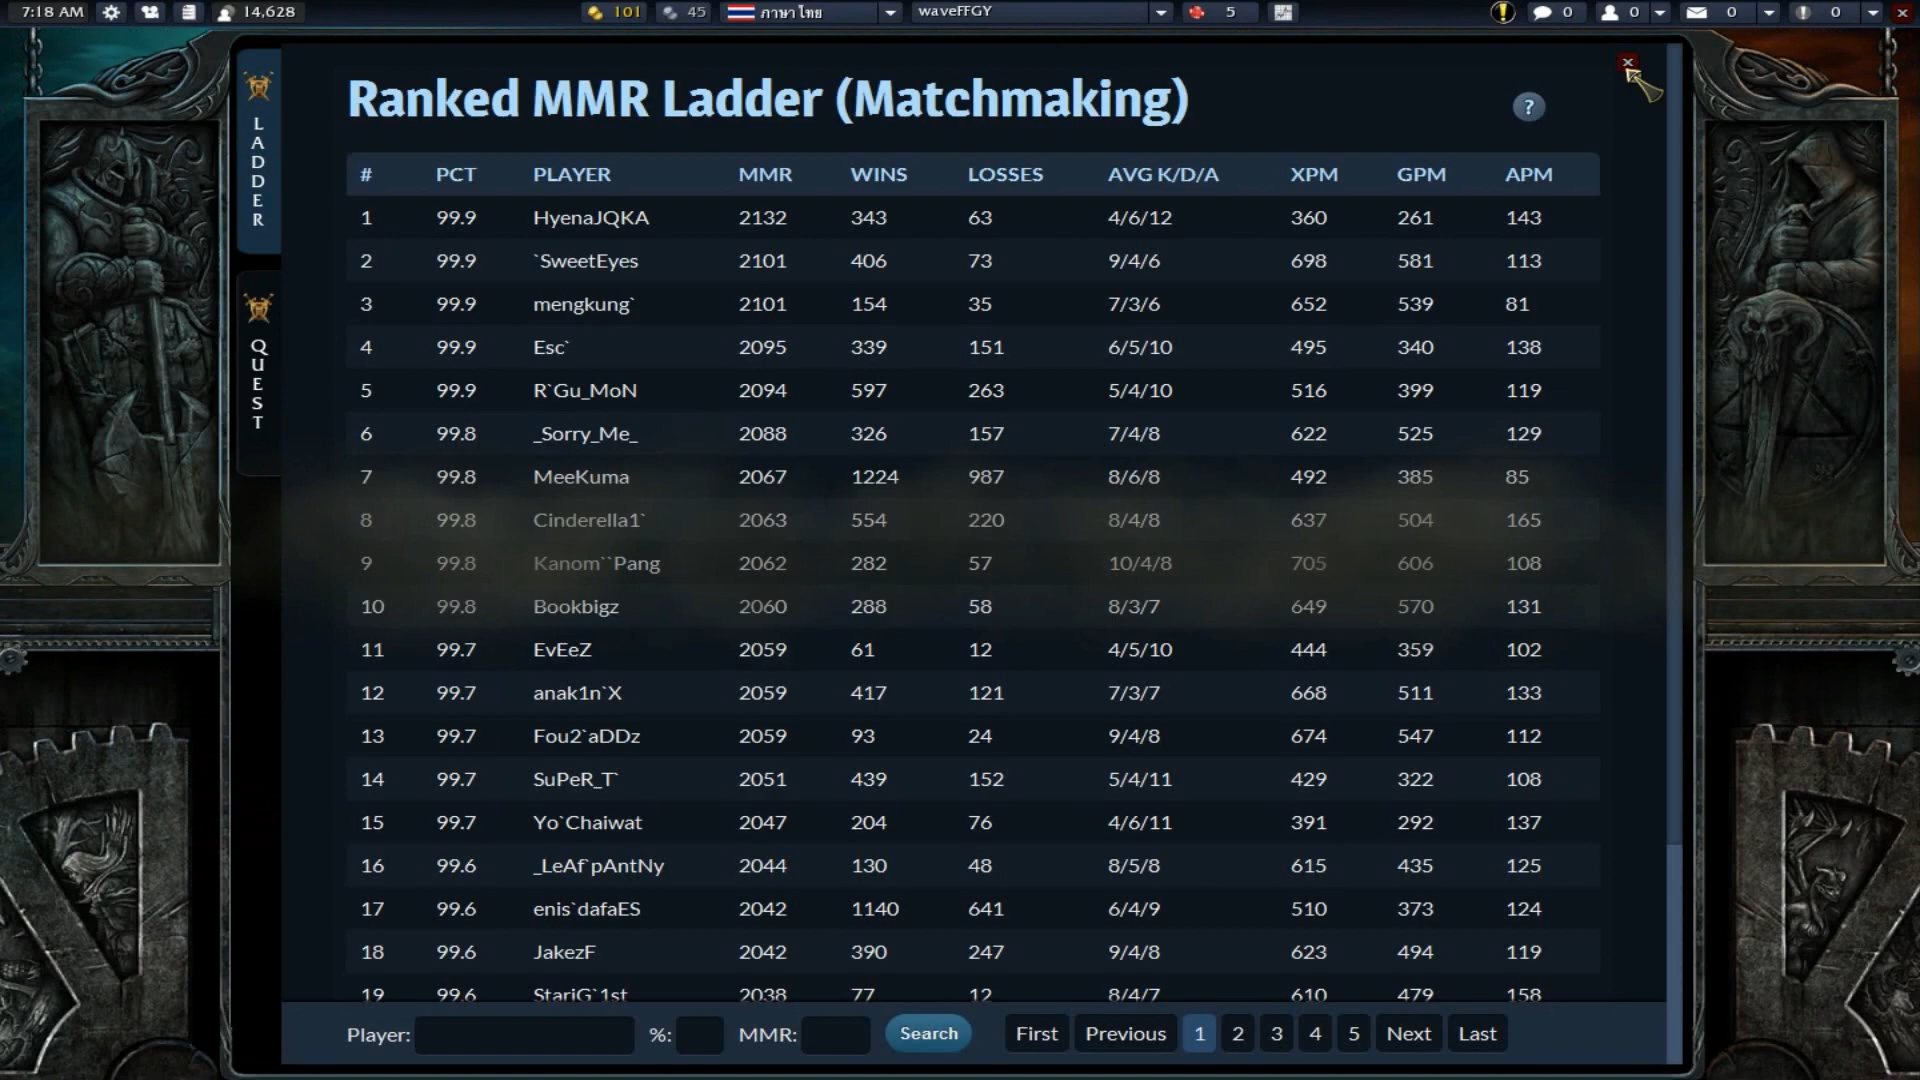 7:18 AM 14,628 101 45 ภาษาไทย waveFFGY 5 0 0 0 0
LADDER
QUEST
Ranked MMR Ladder (Matchmaking) ?
# PCT PLAYER MMR WINS LOSSES AVG K/D/A XPM GPM APM
1 99.9 HyenaJQKA 2132 343 63 4/6/12 360 261 143
2 99.9 `SweetEyes 2101 406 73 9/4/6 698 581 113
3 99.9 mengkung` 2101 154 35 7/3/6 652 539 81
4 99.9 Esc` 2095 339 151 6/5/10 495 340 138
5 99.9 R`Gu_MoN 2094 597 263 5/4/10 516 399 119
6 99.8 _Sorry_Me_ 2088 326 157 7/4/8 622 525 129
7 99.8 MeeKuma 2067 1224 987 8/6/8 492 385 85
8 99.8 Cinderella1` 2063 554 220 8/4/8 637 504 165
9 99.8 Kanom``Pang 2062 282 57 10/4/8 705 606 108
10 99.8 Bookbigz 2060 288 58 8/3/7 649 570 131
11 99.7 EvEeZ 2059 61 12 4/5/10 444 359 102
12 99.7 anak1n`X 2059 417 121 7/3/7 668 511 133
13 99.7 Fou2`aDDz 2059 93 24 9/4/8 674 547 112
14 99.7 SuPeR_T` 2051 439 152 5/4/11 429 322 108
15 99.7 Yo`Chaiwat 2047 204 76 4/6/11 391 292 137
16 99.6 _LeAf`pAntNy 2044 130 48 8/5/8 615 435 125
17 99.6 enis`dafaES 2042 1140 641 6/4/9 510 373 124
18 99.6 JakezF 2042 390 247 9/4/8 623 494 119
19 99.6 StariG`1st 2038 77 12 8/4/7 610 479 158
Player: %: MMR: Search First Previous 1 2 3 4 5 Next Last